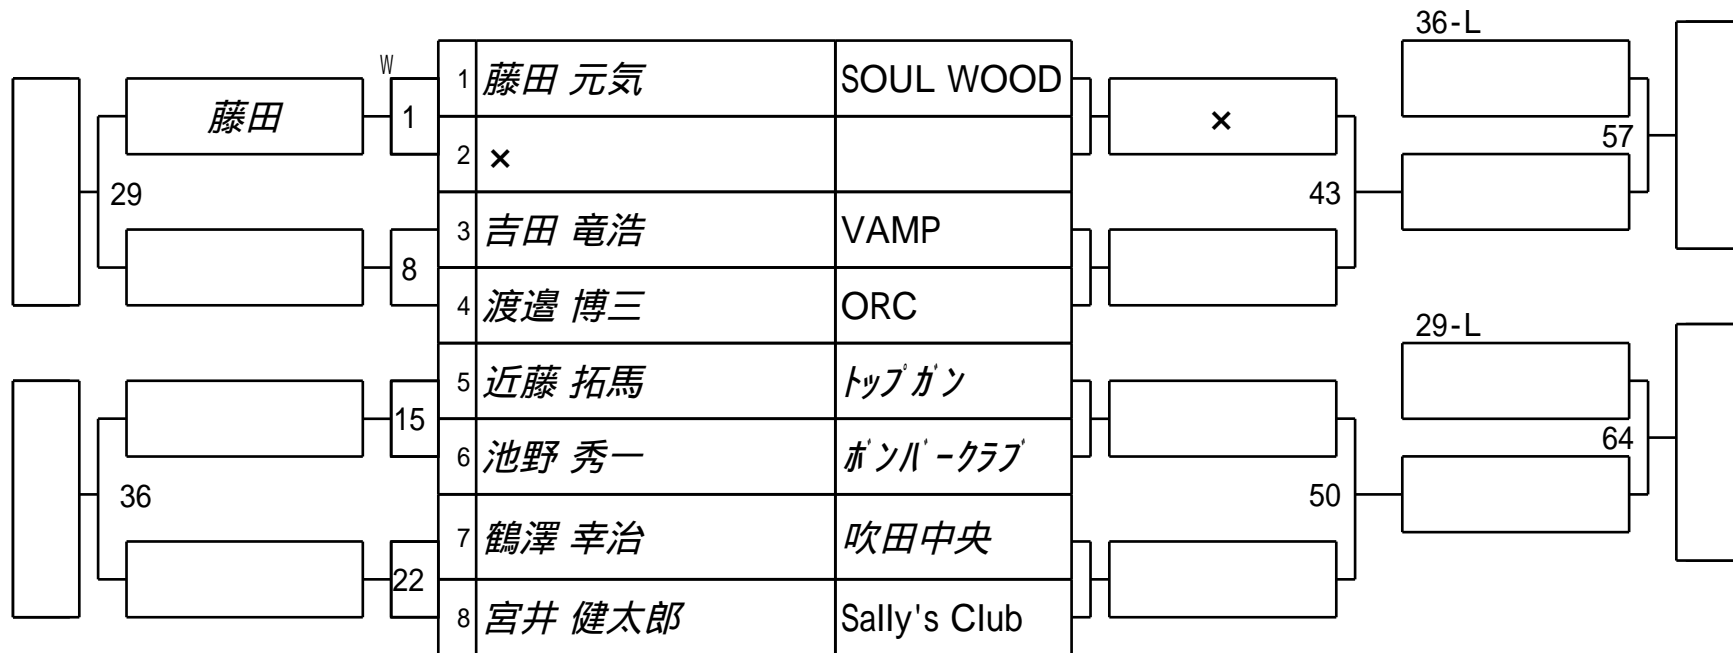 36-L
W
1 藤田 元気 SOUL WOOD
藤田 1 × 57
2 ×
29 43
3 吉田 竜浩 VAMP
8
4 渡邉 博三 ORC
29-L
5 近藤 拓馬 トップガン
15 64
6 池野 秀一 ボンバークラブ
36 50
7 鶴澤 幸治 吹田中央
22
8 宮井 健太郎 Sally's Club